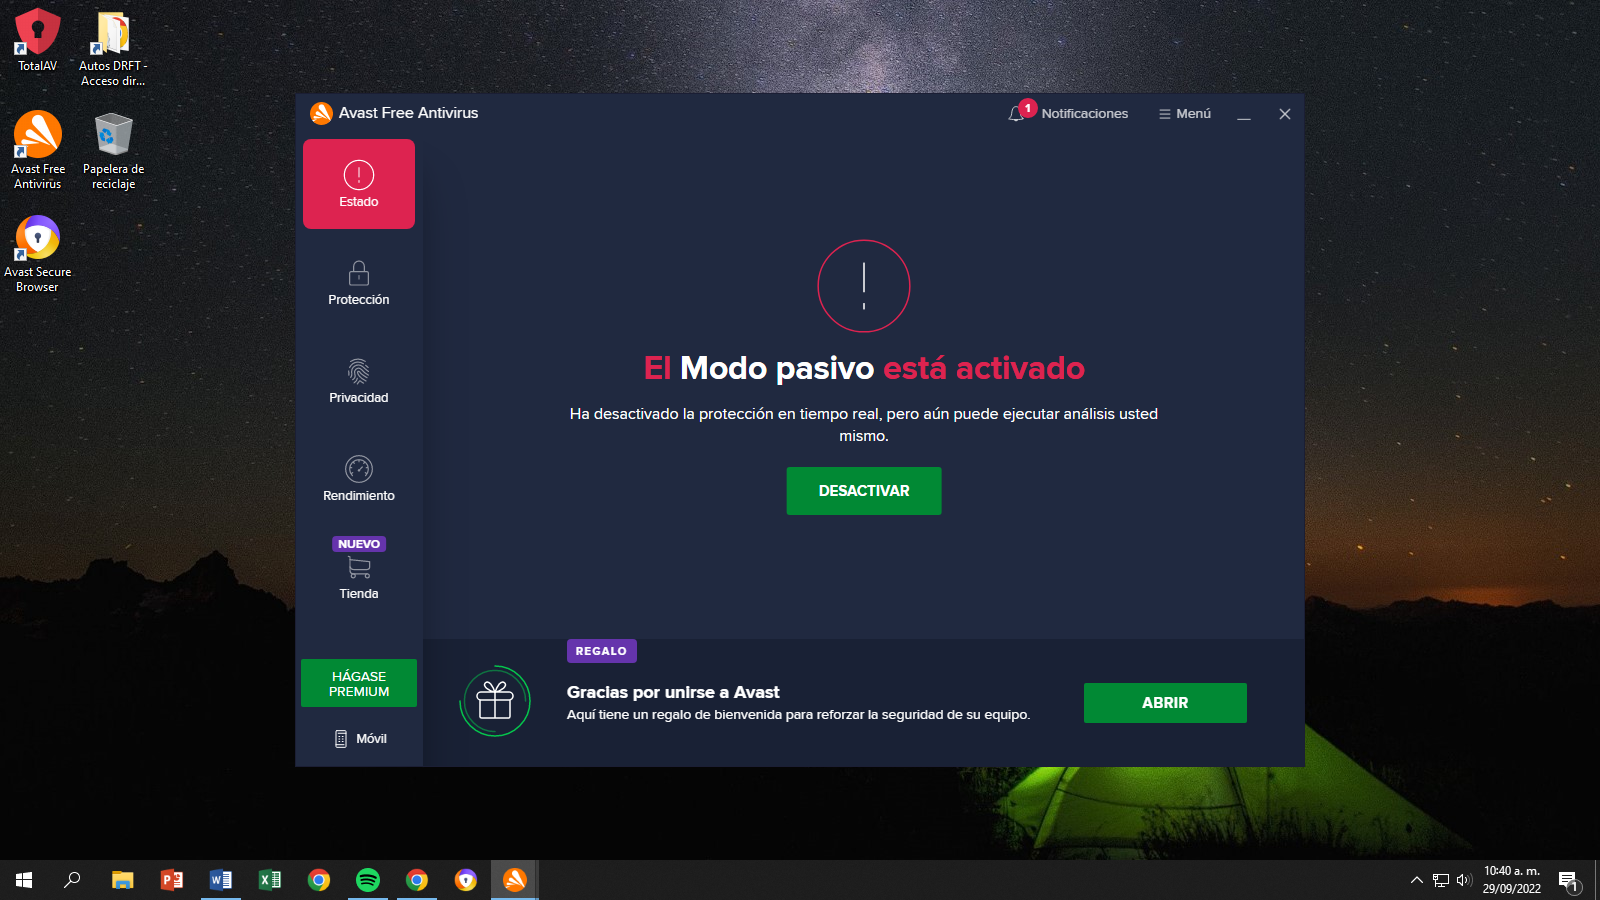 TotalAV
Autos DRFT -
Acceso dir...
Avast Free
Antivirus
Papelera de
reciclaje
Avast Secure
Browser
Avast Free Antivirus
1
Notificaciones
Menú
Estado
Protección
Privacidad
Rendimiento
NUEVO
Tienda
HÁGASE
PREMIUM
Móvil
El Modo pasivo está activado
Ha desactivado la protección en tiempo real, pero aún puede ejecutar análisis usted
mismo.
DESACTIVAR
REGALO
Gracias por unirse a Avast
Aquí tiene un regalo de bienvenida para reforzar la seguridad de su equipo.
ABRIR
10:40 a. m.
29/09/2022
1